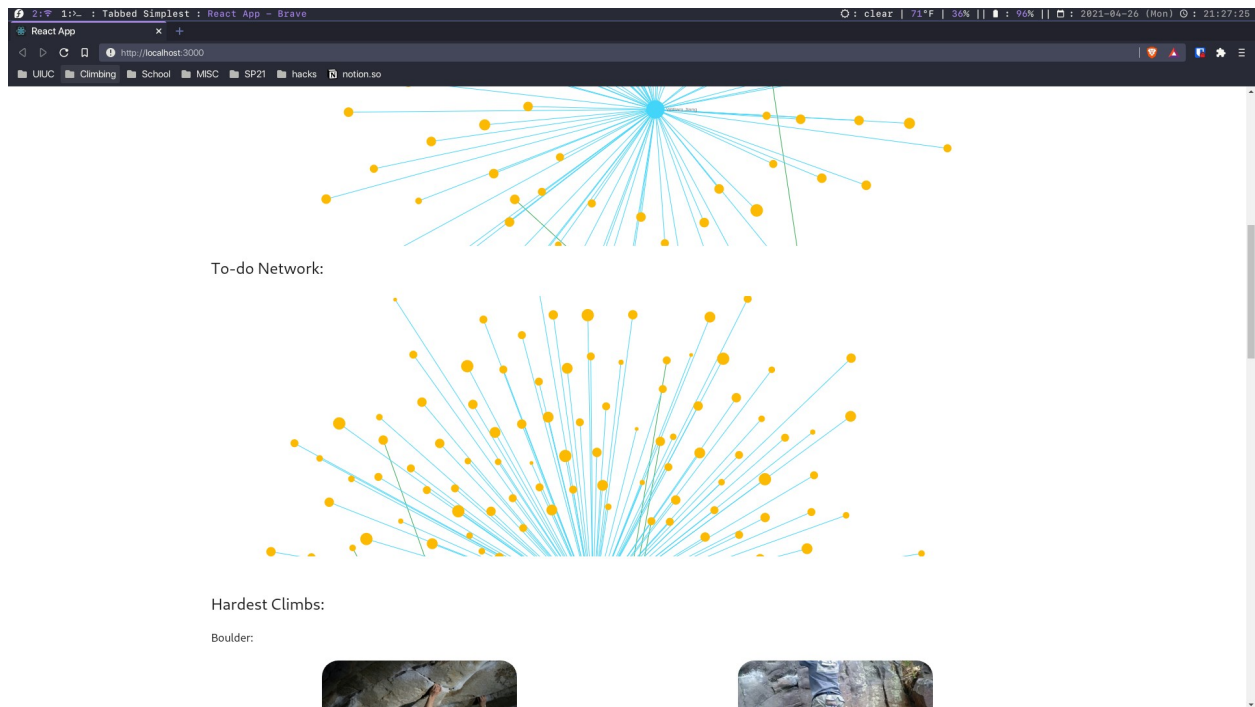 2: 1:>_ : Tabbed Simplest : React App - Brave
: clear | 71°F | 36% || : 96% || : 2021-04-26 (Mon) : 21:27:25
React App × +
http://localhost:3000
UIUC Climbing School MISC SP21 hacks notion.so
To-do Network:
Hardest Climbs:
Boulder: